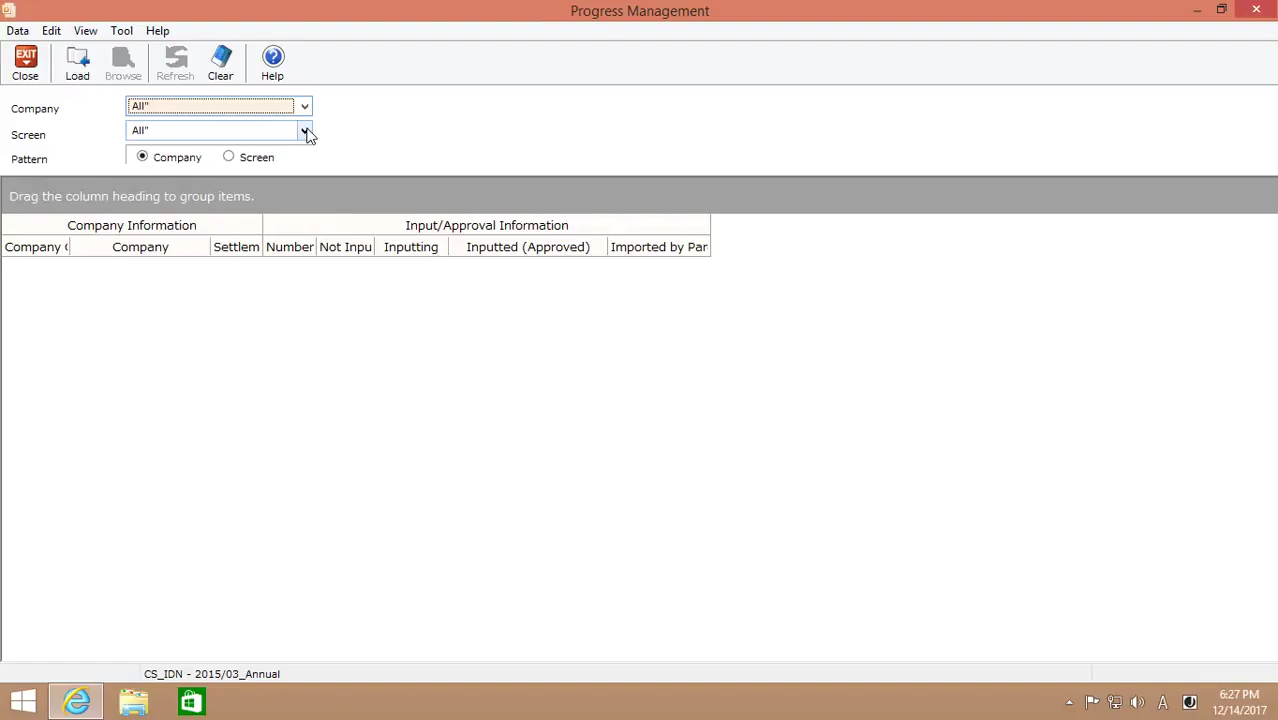 Progress Management
Data Edit View Tool Help
EXIT
Close Load Browse Refresh Clear Help
Company All"
Screen All"
Pattern Company Screen
Drag the column heading to group items.
Company Information Input/Approval Information
Company Company Settlem Number Not Inpu Inputting Inputted (Approved) Imported by Par
CS_IDN - 2015/03_Annual
A 6:27 PM
12/14/2017